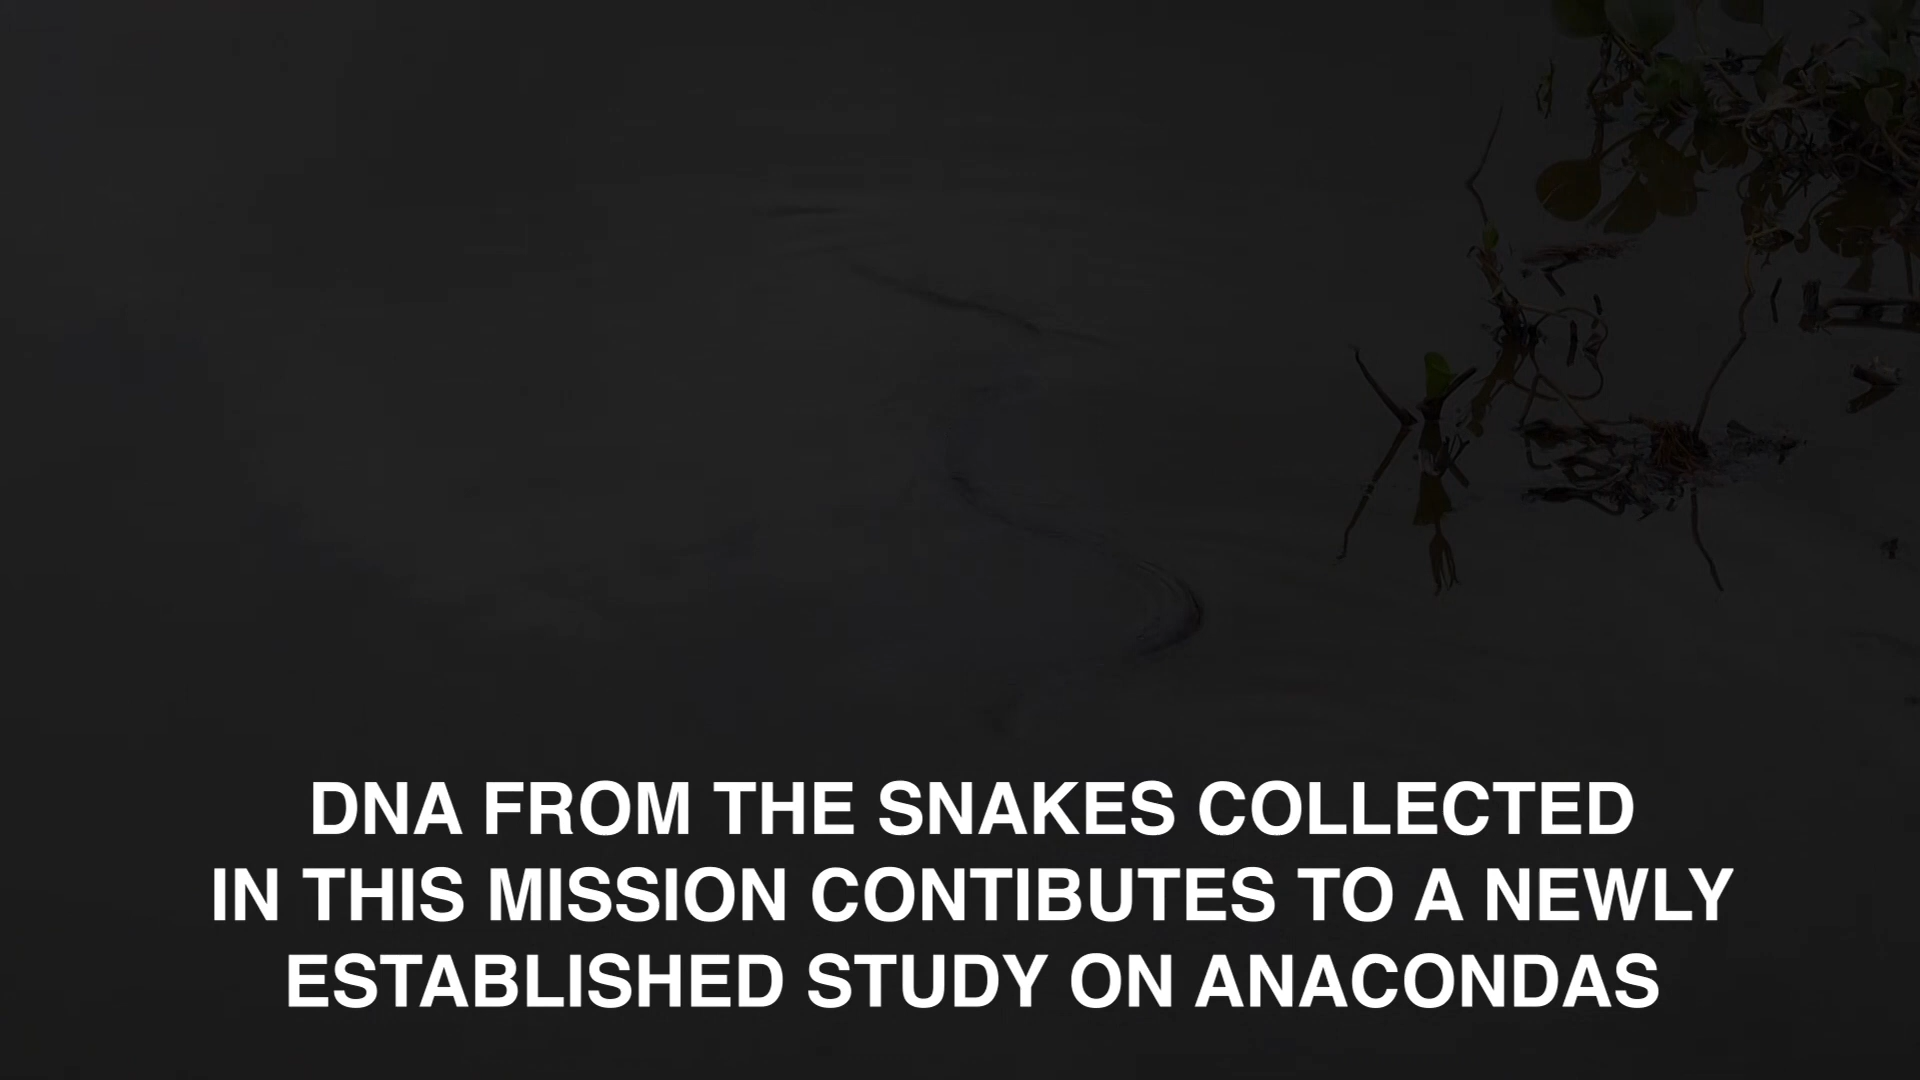 DNA FROM THE SNAKES COLLECTED
IN THIS MISSION CONTIBUTES TO A NEWLY
ESTABLISHED STUDY ON ANACONDAS